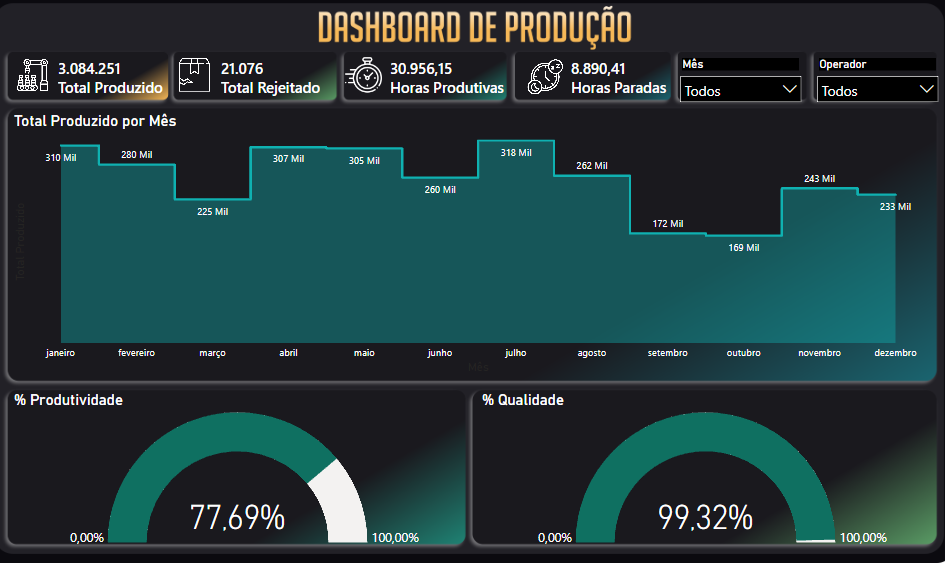 DASHBOARD DE PRODUÇÃO
3.084.251
Total Produzido
21.076
Total Rejeitado
30.956,15
Horas Produtivas
8.890,41
Horas Paradas
Mês
Todos
Operador
Todos
Total Produzido por Mês
310 Mil
280 Mil
225 Mil
307 Mil
305 Mil
260 Mil
318 Mil
262 Mil
172 Mil
169 Mil
243 Mil
233 Mil
Total Produzido
janeiro fevereiro março abril maio junho julho agosto setembro outubro novembro dezembro
Mês
% Produtividade
77,69%
0,00% 100,00%
% Qualidade
99,32%
0,00% 100,00%